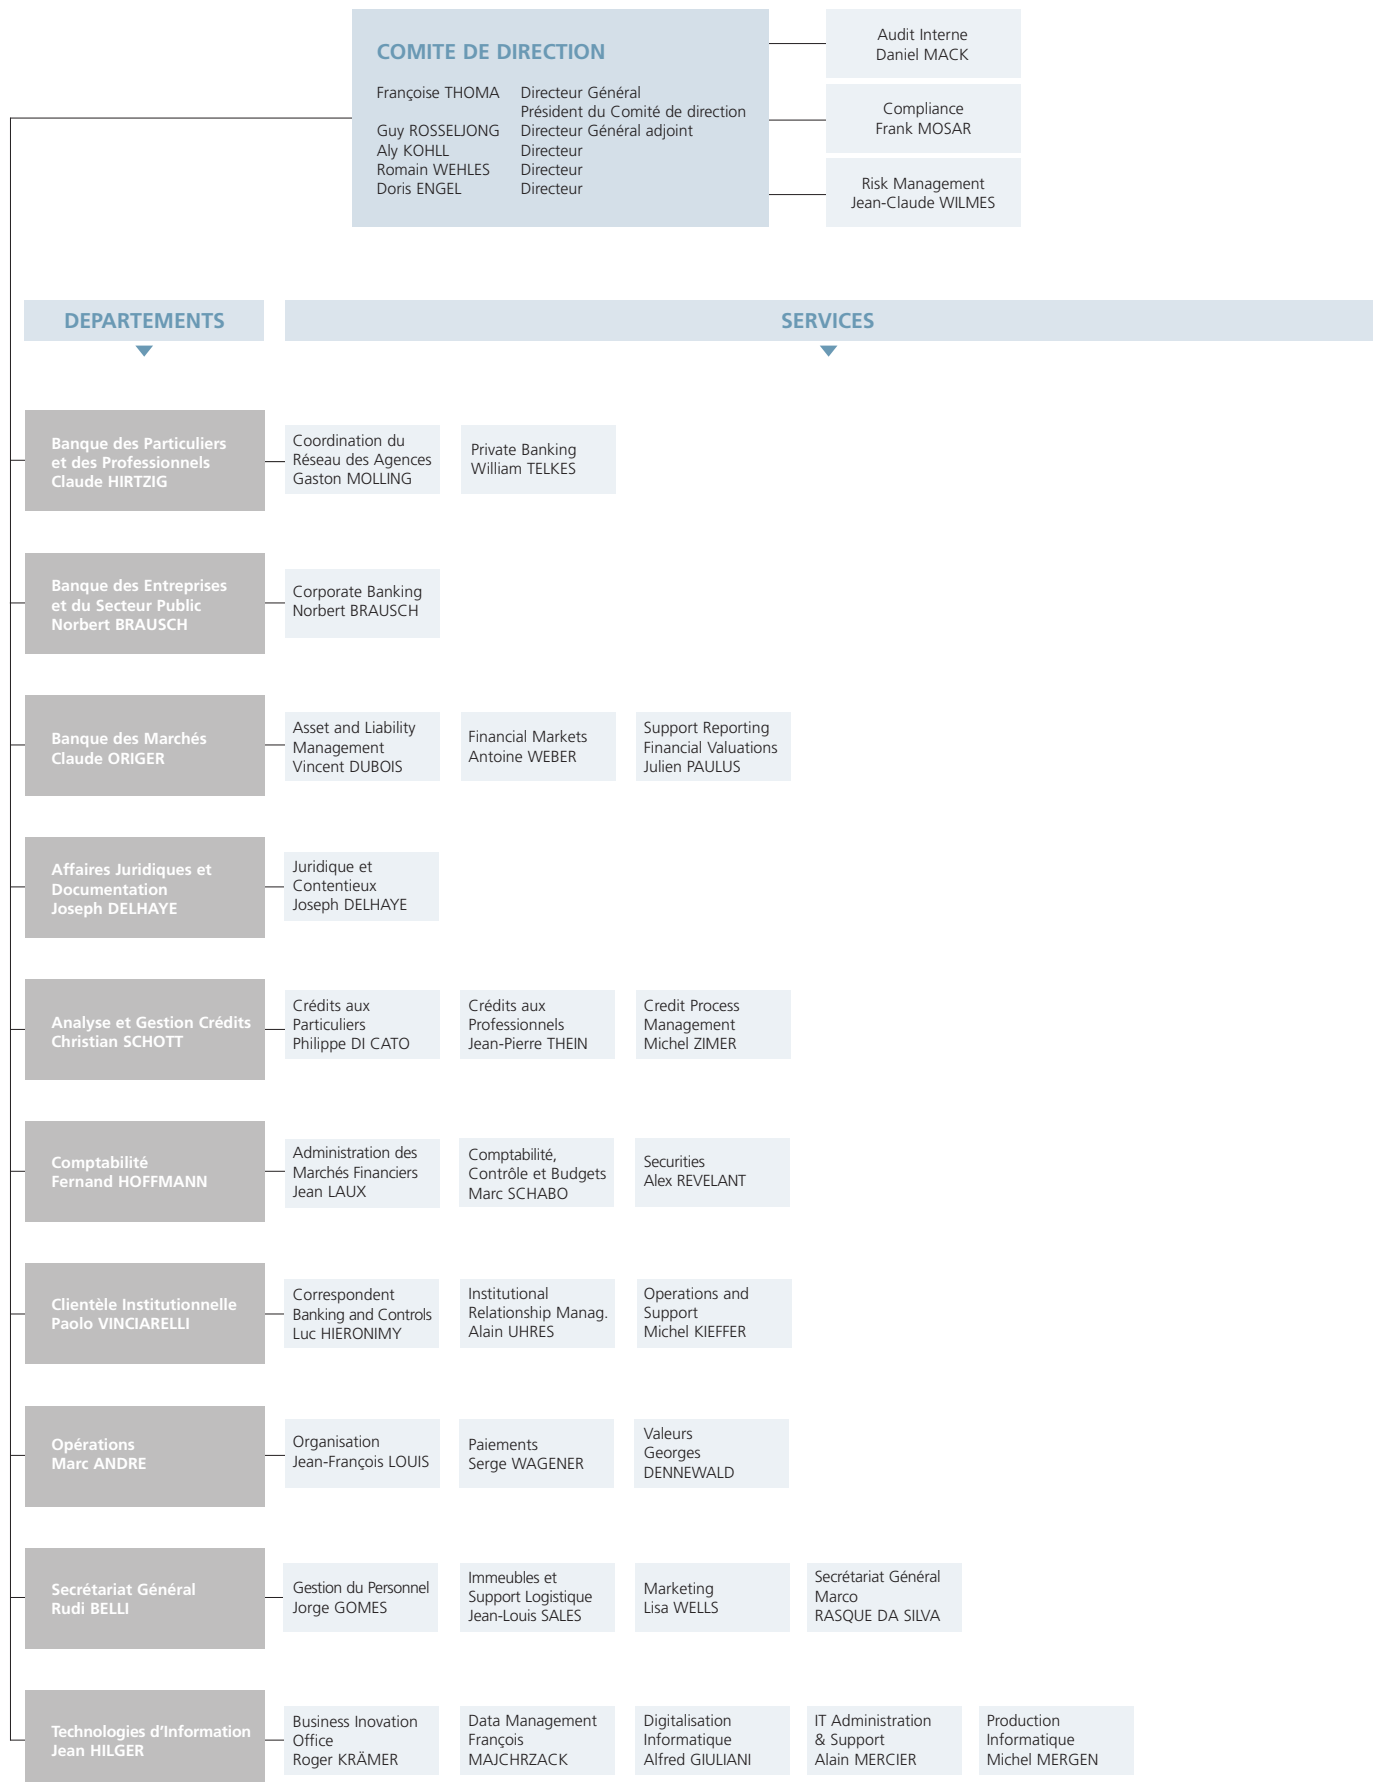 COMITE DE DIRECTION
Françoise THOMA Directeur Général
Président du Comité de direction
Guy ROSSELJONG Directeur Général adjoint
Aly KOHLL Directeur
Romain WEHLES Directeur
Doris ENGEL Directeur
Audit Interne
Daniel MACK
Compliance
Frank MOSAR
Risk Management
Jean-Claude WILMES
DEPARTEMENTS
SERVICES
Banque des Particuliers
et des Professionnels
Claude HIRTZIG
Coordination du
Réseau des Agences
Gaston MOLLING
Private Banking
William TELKES
Banque des Entreprises
et du Secteur Public
Norbert BRAUSCH
Corporate Banking
Norbert BRAUSCH
Banque des Marchés
Claude ORIGER
Asset and Liability
Management
Vincent DUBOIS
Financial Markets
Antoine WEBER
Support Reporting
Financial Valuations
Julien PAULUS
Affaires Juridiques et
Documentation
Joseph DELHAYE
Juridique et
Contentieux
Joseph DELHAYE
Analyse et Gestion Crédits
Christian SCHOTT
Crédits aux
Particuliers
Philippe DI CATO
Crédits aux
Professionnels
Jean-Pierre THEIN
Credit Process
Management
Michel ZIMER
Comptabilité
Fernand HOFFMANN
Administration des
Marchés Financiers
Jean LAUX
Comptabilité,
Contrôle et Budgets
Marc SCHABO
Securities
Alex REVELANT
Clientèle Institutionnelle
Paolo VINCIARELLI
Correspondent
Banking and Controls
Luc HIERONIMY
Institutional
Relationship Manag.
Alain UHRES
Operations and
Support
Michel KIEFFER
Opérations
Marc ANDRE
Organisation
Jean-François LOUIS
Paiements
Serge WAGENER
Valeurs
Georges
DENNEWALD
Secrétariat Général
Rudi BELLI
Gestion du Personnel
Jorge GOMES
Immeubles et
Support Logistique
Jean-Louis SALES
Marketing
Lisa WELLS
Secrétariat Général
Marco
RASQUE DA SILVA
Technologies d'Information
Jean HILGER
Business Inovation
Office
Roger KRÄMER
Data Management
François
MAJCHRZACK
Digitalisation
Informatique
Alfred GIULIANI
IT Administration
& Support
Alain MERCIER
Production
Informatique
Michel MERGEN